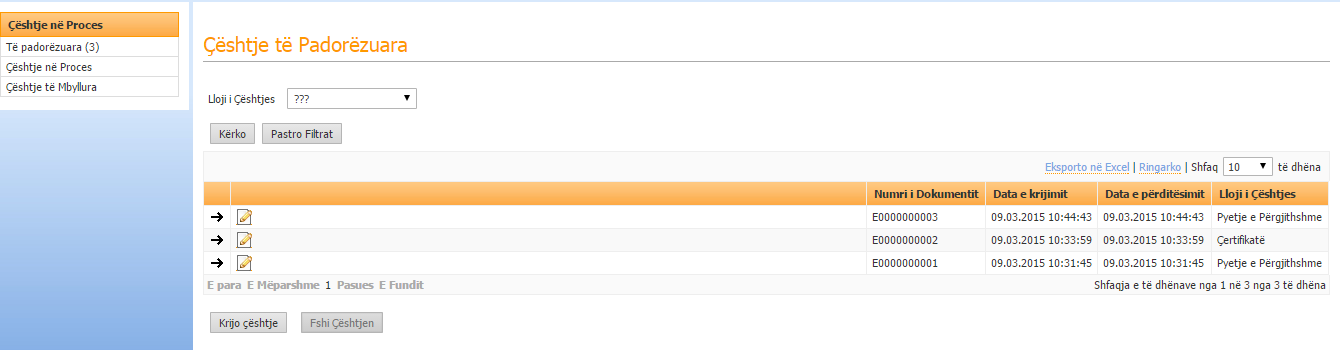 Çështje në Proces
Të padorëzuara (3)
Çështje në Proces
Çështje të Mbyllura
Çështje të Padorëzuara
Lloji i Çështjes ???
Kërko Pastro Filtrat
Eksporto në Excel | Ringarko | Shfaq 10 të dhëna
Numri i Dokumentit Data e krijimit Data e përditësimit Lloji i Çështjes
E0000000003 09.03.2015 10:44:43 09.03.2015 10:44:43 Pyetje e Përgjithshme
E0000000002 09.03.2015 10:33:59 09.03.2015 10:33:59 Çertifikatë
E0000000001 09.03.2015 10:31:45 09.03.2015 10:31:45 Pyetje e Përgjithshme
E para E Mëparshme 1 Pasues E Fundit Shfaqja e të dhënave nga 1 në 3 nga 3 të dhëna
Krijo çështje Fshi Çështjen